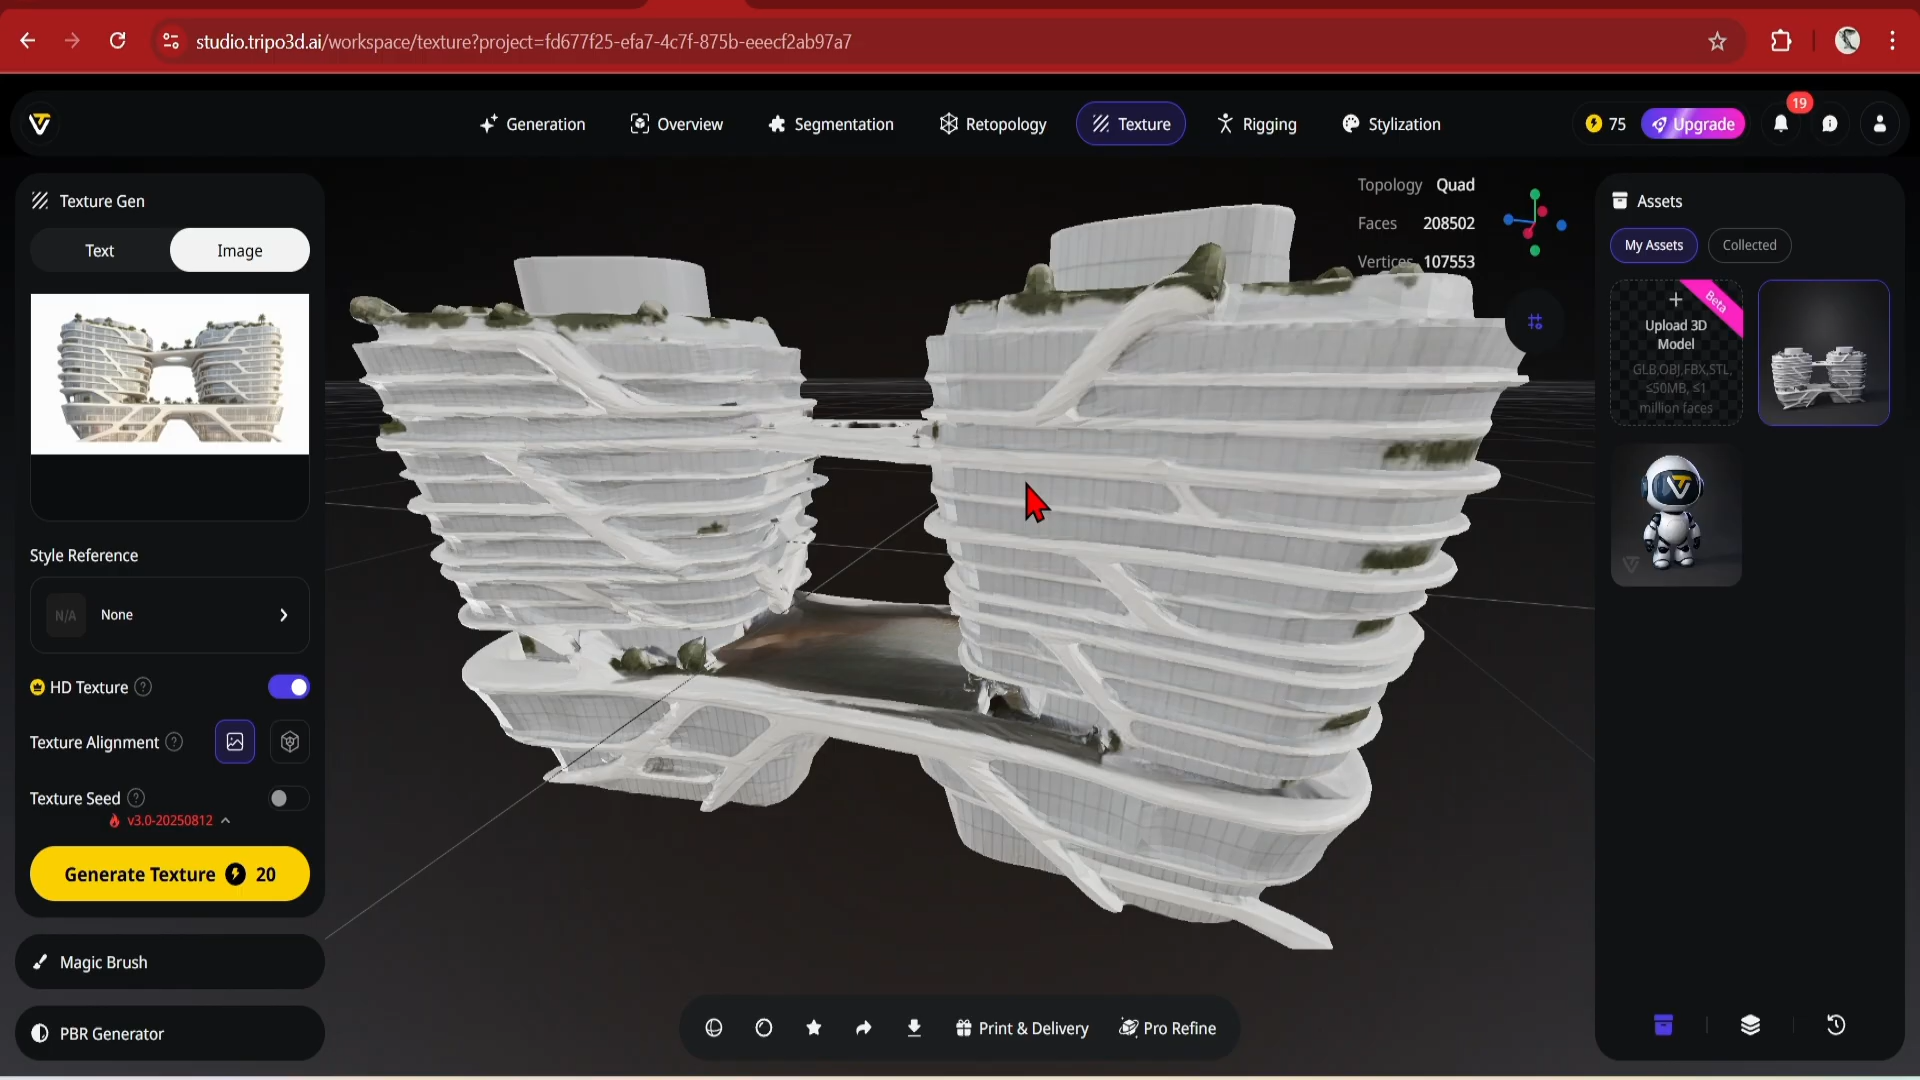 studio.tripo3d.ai/workspace/texture?project=fd677f25-efa7-4c7f-875b-eeecf2ab97a7
Generation
Overview
Segmentation
Retopology
Texture
Rigging
Stylization
75
Upgrade
19
Texture Gen
Text
Image
Style Reference
N/A
None
HD Texture ?
Texture Alignment ?
Texture Seed ?
v3.0-20250812
Generate Texture 20
Magic Brush
PBR Generator
Topology Quad
Faces 208502
Vertices 107553
Print & Delivery
Pro Refine
Assets
My Assets
Collected
Beta
Upload 3D
Model
GLB,OBJ,FBX,STL,
≤50MB, ≤1
million faces